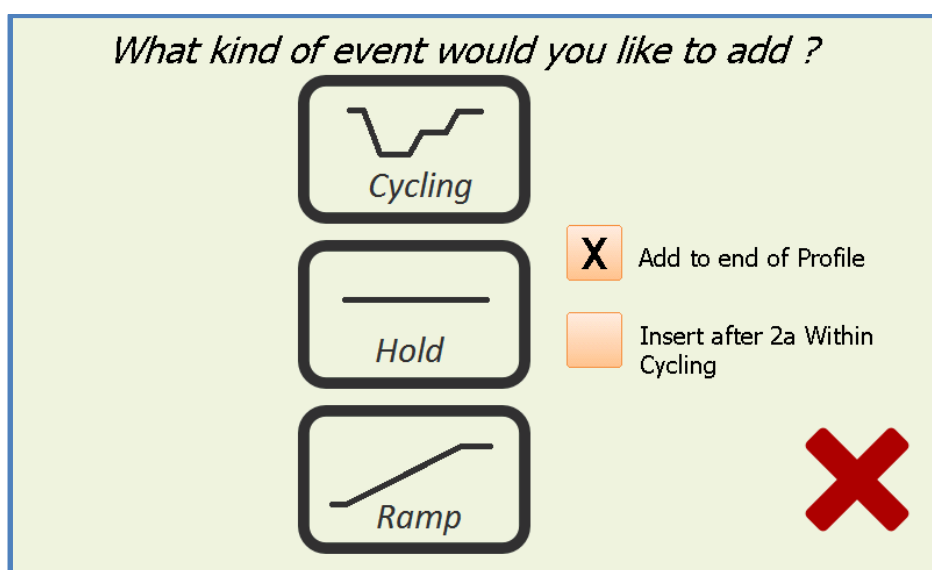 What kind of event would you like to add ?
Cycling
Hold
Ramp
X
Add to end of Profile
Insert after 2a Within
Cycling